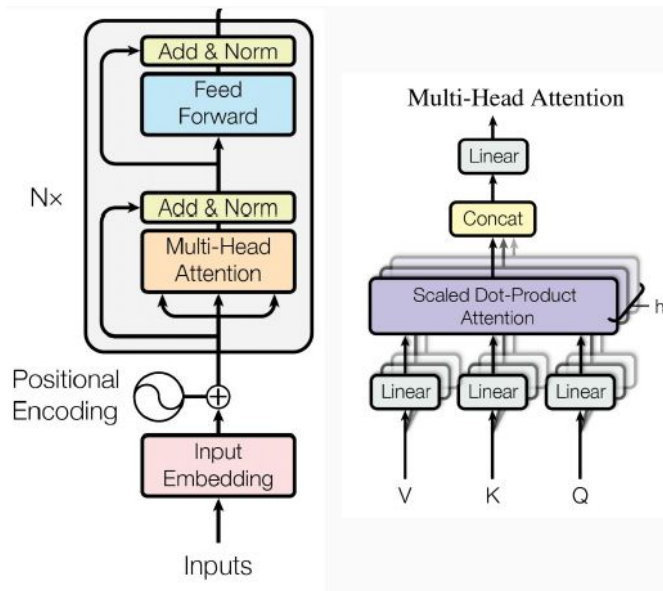 Add & Norm
Feed
Forward
Nx
Add & Norm
Multi-Head
Attention
Positional
Encoding
Input
Embedding
Inputs
Multi-Head Attention
Linear
Concat
Scaled Dot-Product
Attention
h
Linear
Linear
Linear
V
K
Q